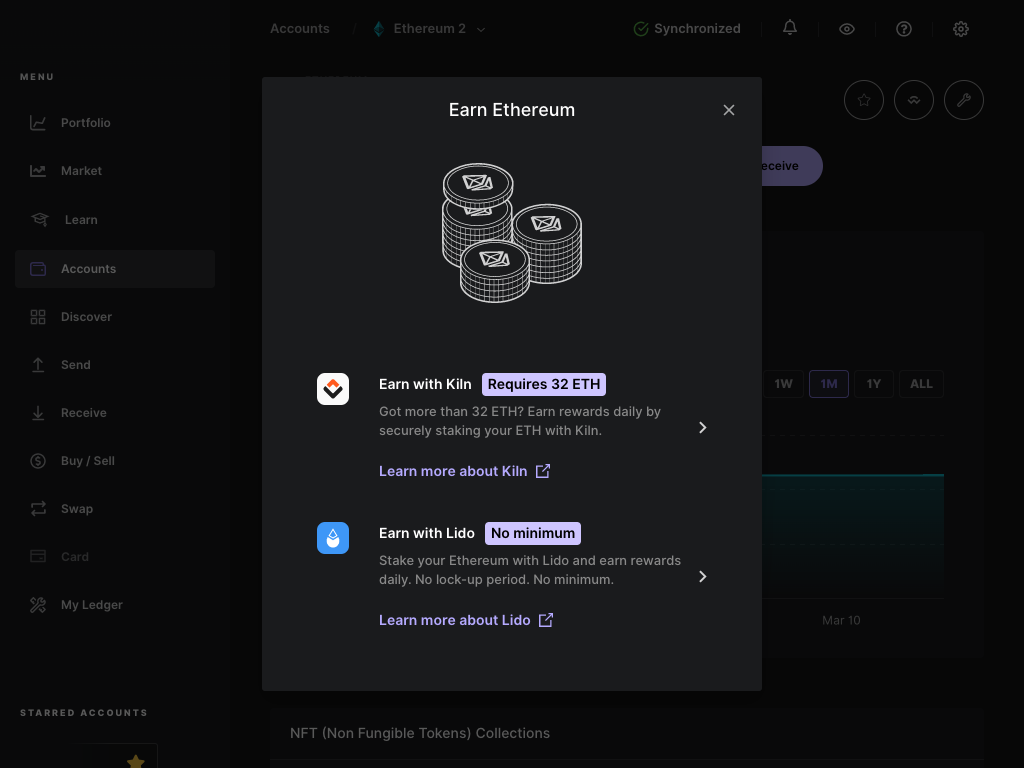 Accounts
/
Ethereum 2
Synchronized
MENU
Portfolio
Market
Learn
Accounts
Discover
Send
Receive
Buy / Sell
Swap
Card
My Ledger
STARRED ACCOUNTS
Earn Ethereum
Earn with Kiln
Requires 32 ETH
Got more than 32 ETH? Earn rewards daily by
securely staking your ETH with Kiln.
Learn more about Kiln
Earn with Lido
No minimum
Stake your Ethereum with Lido and earn rewards
daily. No lock-up period. No minimum.
Learn more about Lido
eceive
1W
1M
1Y
ALL
Mar 10
NFT (Non Fungible Tokens) Collections